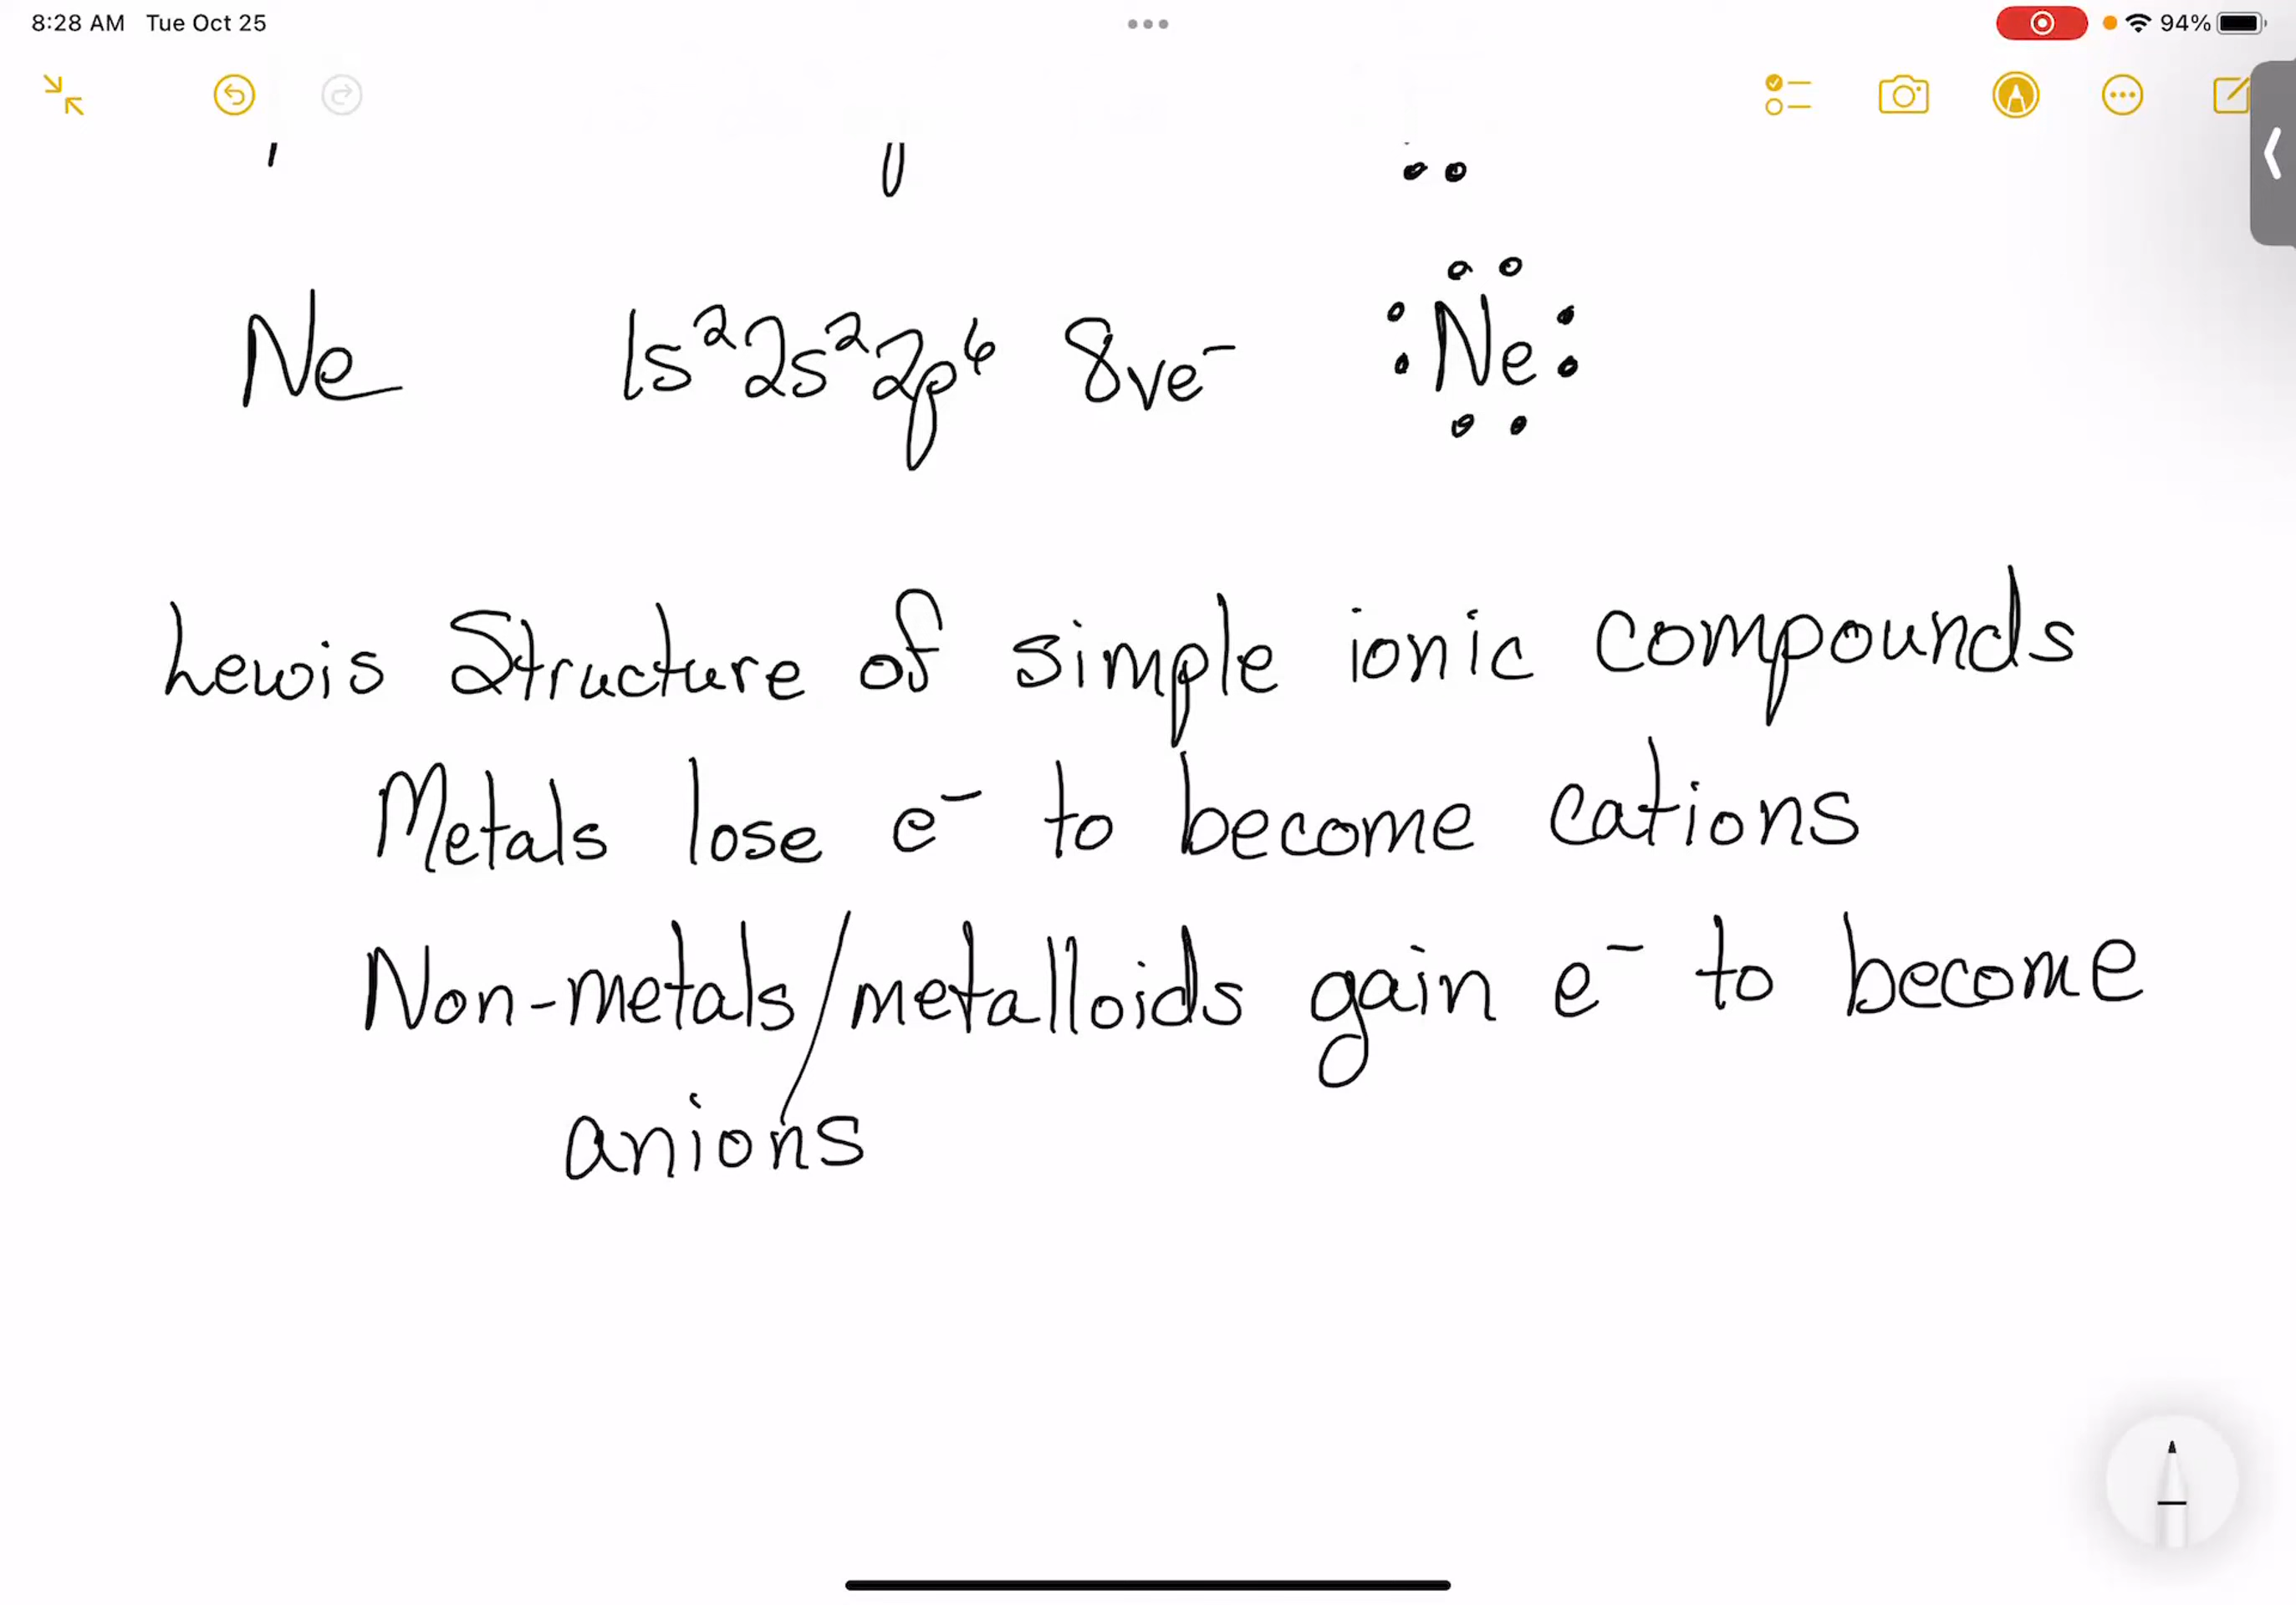 8:28 AM Tue Oct 25
94%
Ne 1s²2s²2p⁶ 8ve⁻ Ne
Lewis Structure of simple ionic compounds
Metals lose e⁻ to become cations
Non-metals/metalloids gain e⁻ to become
anions